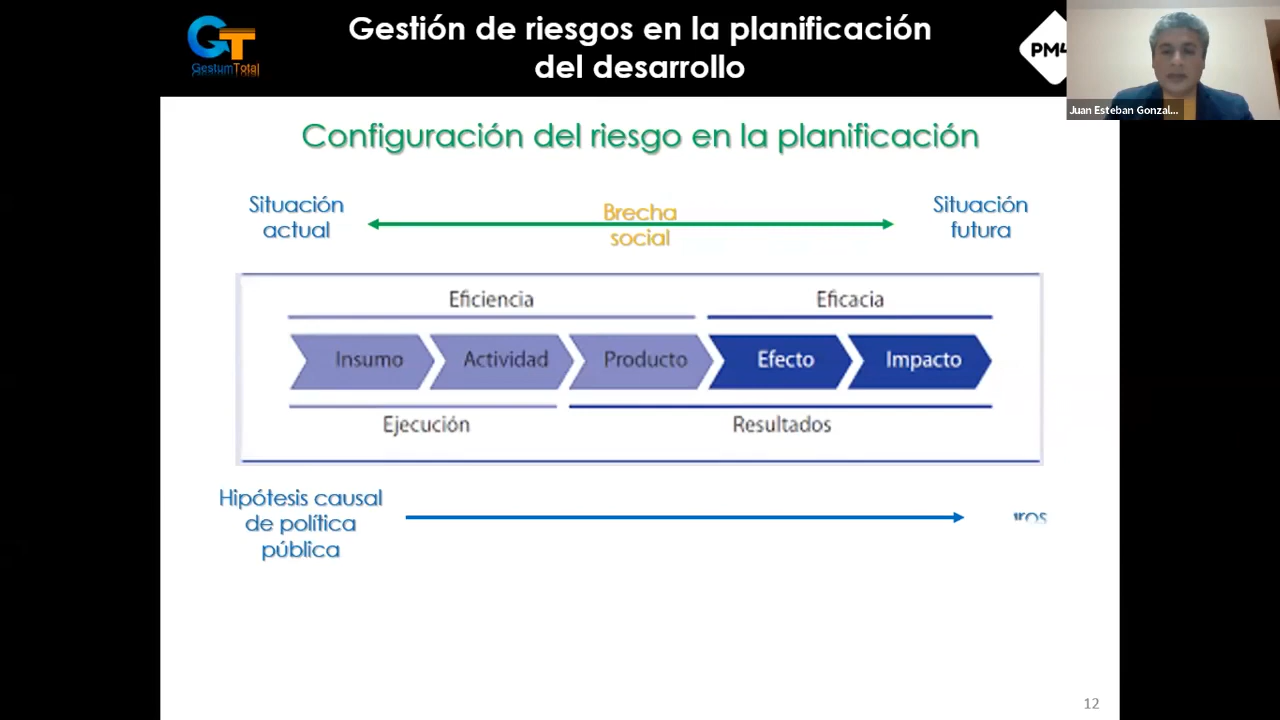 GT
GestumTotal
Gestión de riesgos en la planificación
del desarrollo
PM4
Juan Esteban Gonzal...
Configuración del riesgo en la planificación
Situación
actual
Brecha
social
Situación
futura
Eficiencia
Eficacia
Insumo
Actividad
Producto
Efecto
Impacto
Ejecución
Resultados
Hipótesis causal
de política
pública
12